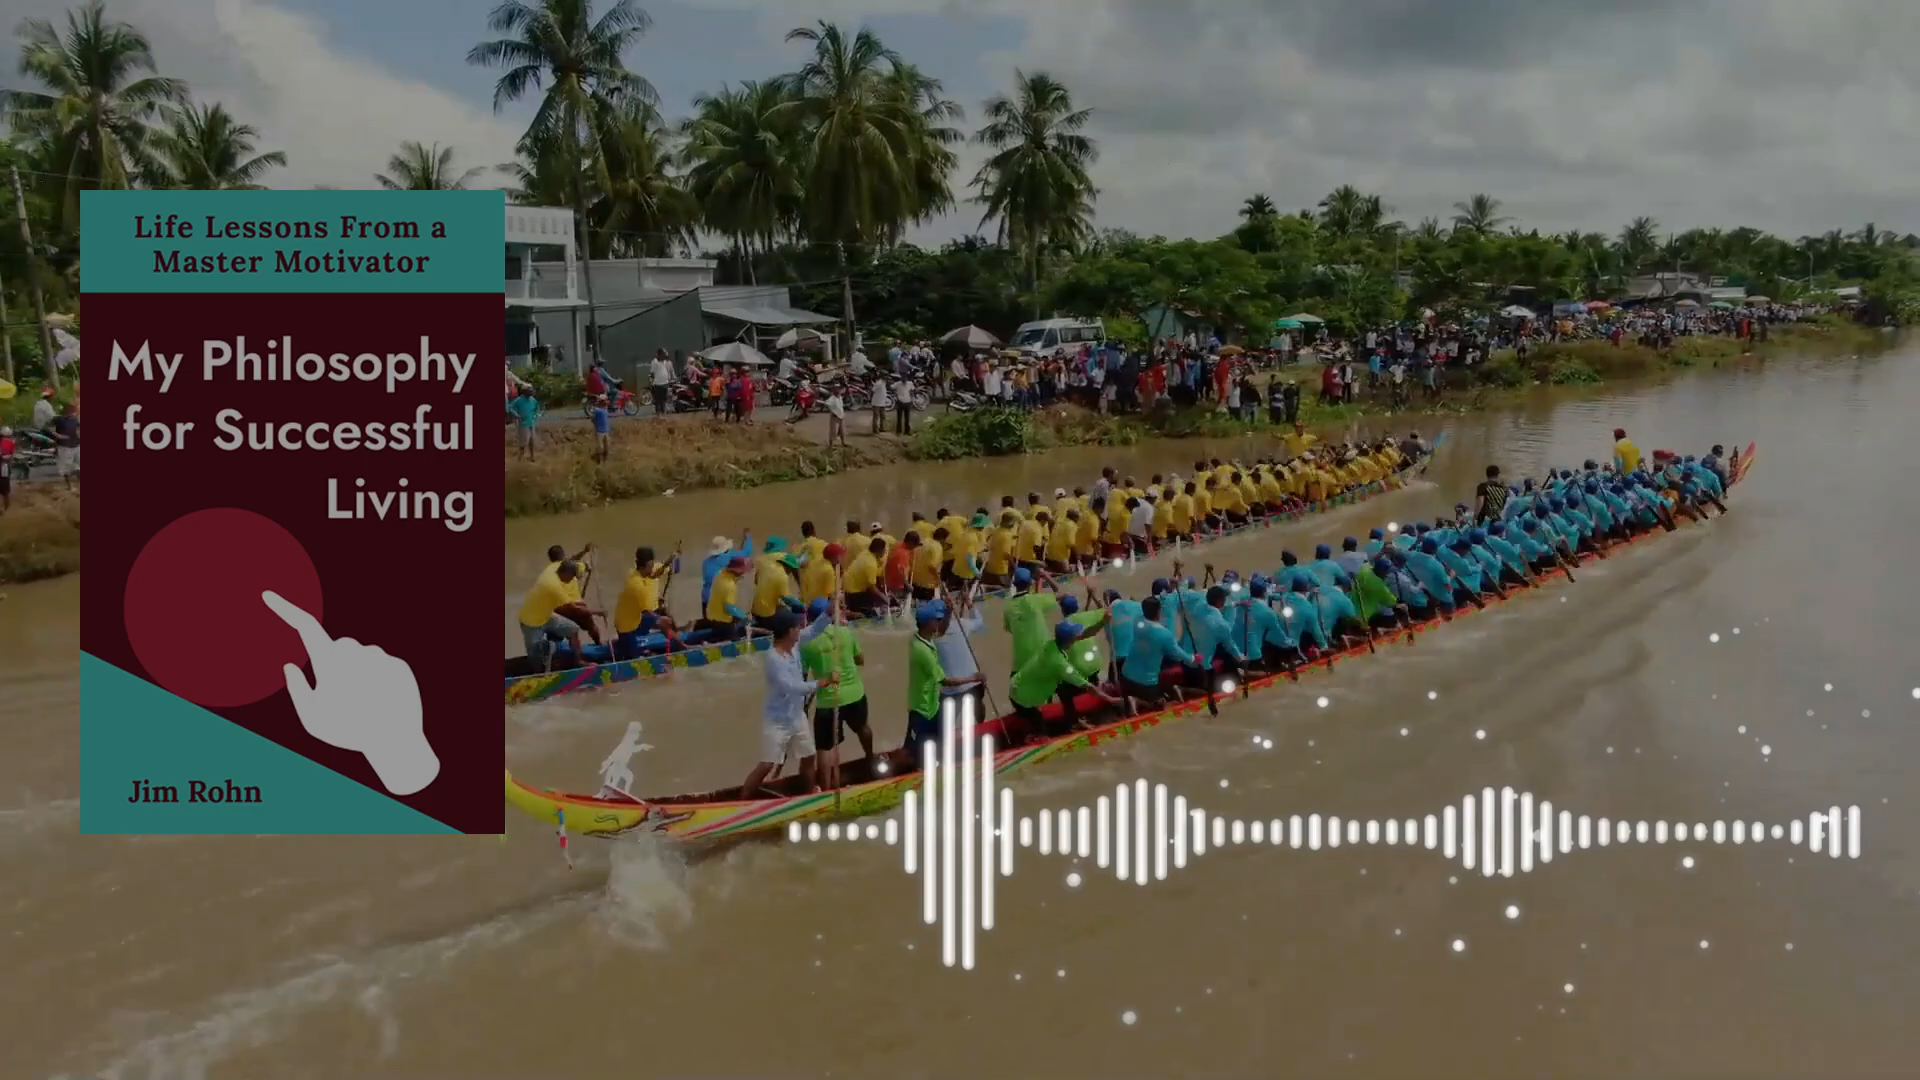 Life Lessons From a
Master Motivator
My Philosophy
for Successful
Living
Jim Rohn